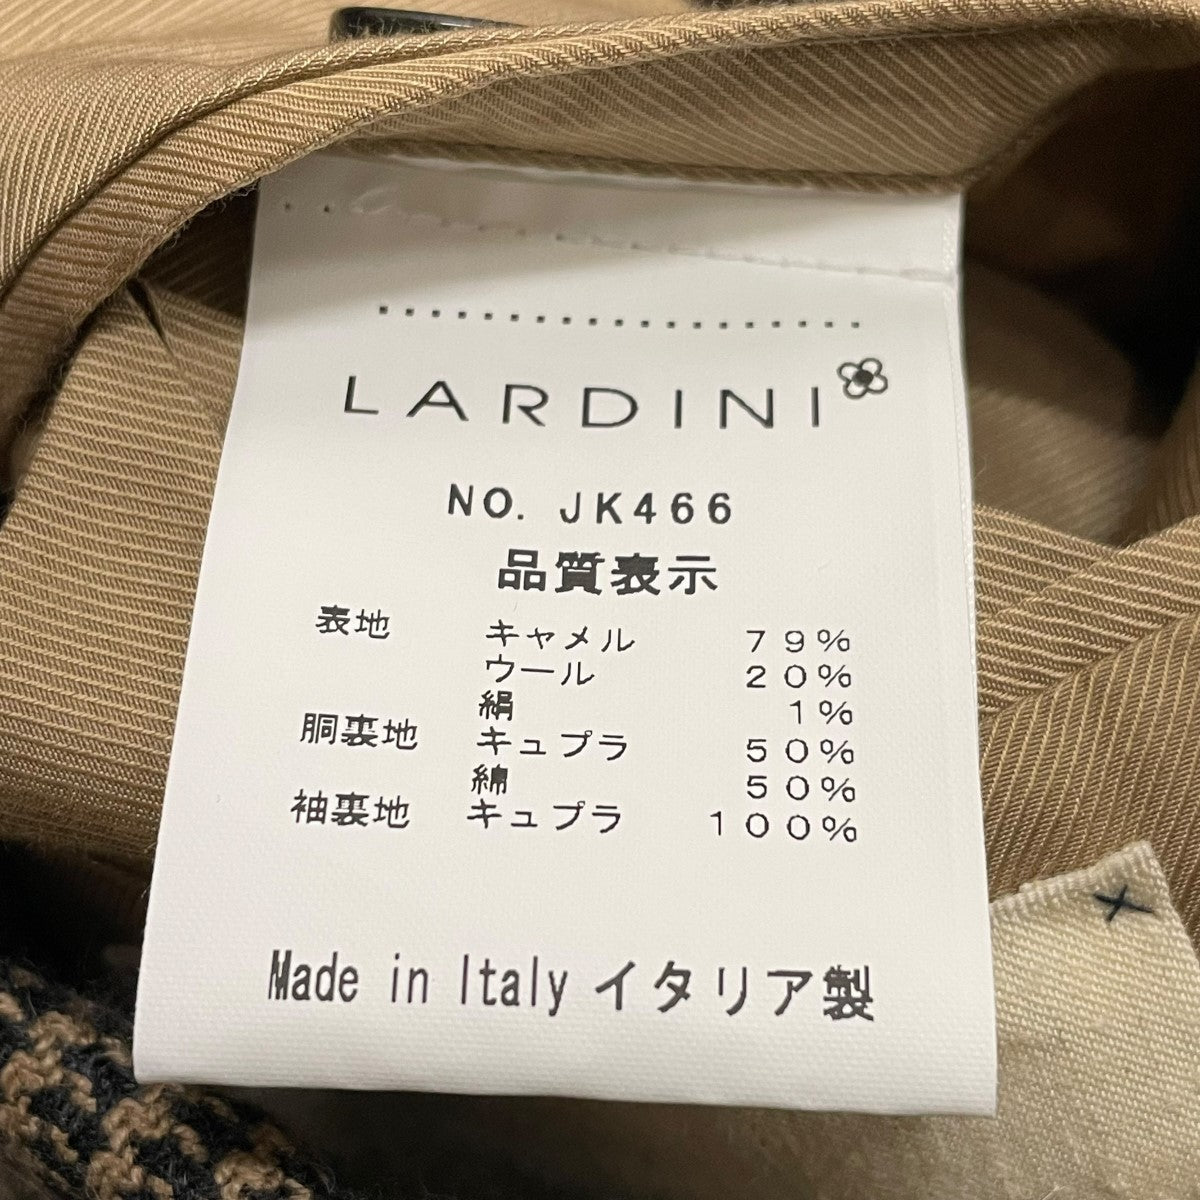 LARDINI
NO. JK466
品質表示
表地 キャメル 79%
ウール 20%
絹 1%
胴裏地 キュプラ 50%
綿 50%
袖裏地 キュプラ 100%
Made in Italy イタリア製